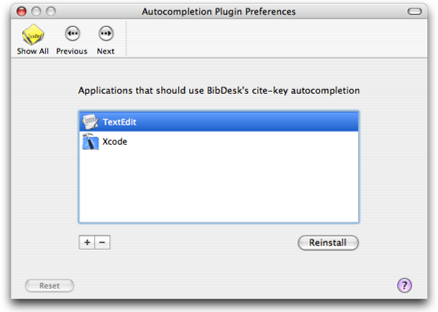 Autocompletion Plugin Preferences
Show All Previous Next
Applications that should use BibDesk's cite-key autocompletion
TextEdit
Xcode
+ −
Reinstall
Reset
?